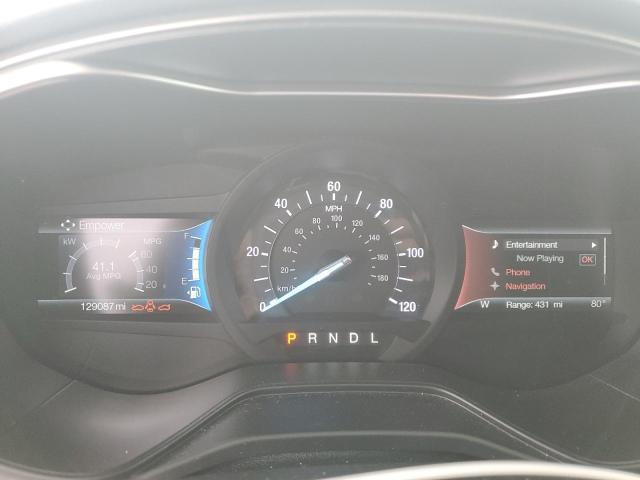 Empower
kW
MPG
60
40
20
41.1
Avg MPG
F
E
129087 mi
0
20
40
60
80
100
120
MPH
20
40
60
80
100
120
140
160
180
km/h
P R N D L
Entertainment
Now Playing OK
Phone
Navigation
W Range: 431 mi 80°